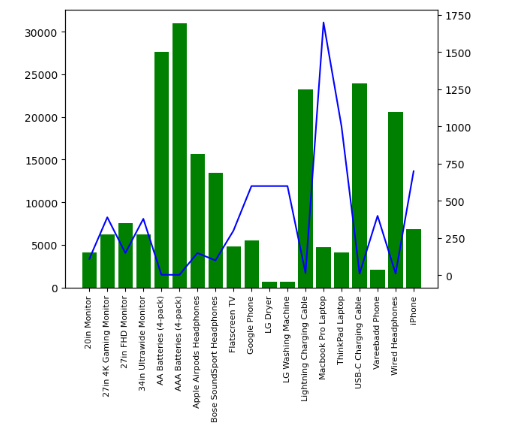 30000
25000
20000
15000
10000
5000
0
1750
1500
1250
1000
750
500
250
0
20in Monitor
27in 4K Gaming Monitor
27in FHD Monitor
34in Ultrawide Monitor
AA Batteries (4-pack)
AAA Batteries (4-pack)
Apple Airpods Headphones
Bose SoundSport Headphones
Flatscreen TV
Google Phone
LG Dryer
LG Washing Machine
Lightning Charging Cable
Macbook Pro Laptop
ThinkPad Laptop
USB-C Charging Cable
Vareebadd Phone
Wired Headphones
iPhone